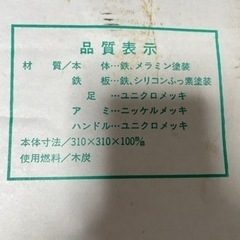 品質表示
材質／本体…鉄、メラミン塗装
鉄板…鉄、シリコンふっ素塗装
足…ユニクロメッキ
アミ…ニッケルメッキ
ハンドル…ユニクロメッキ
本体寸法／310×310×100㎜
使用燃料／木炭